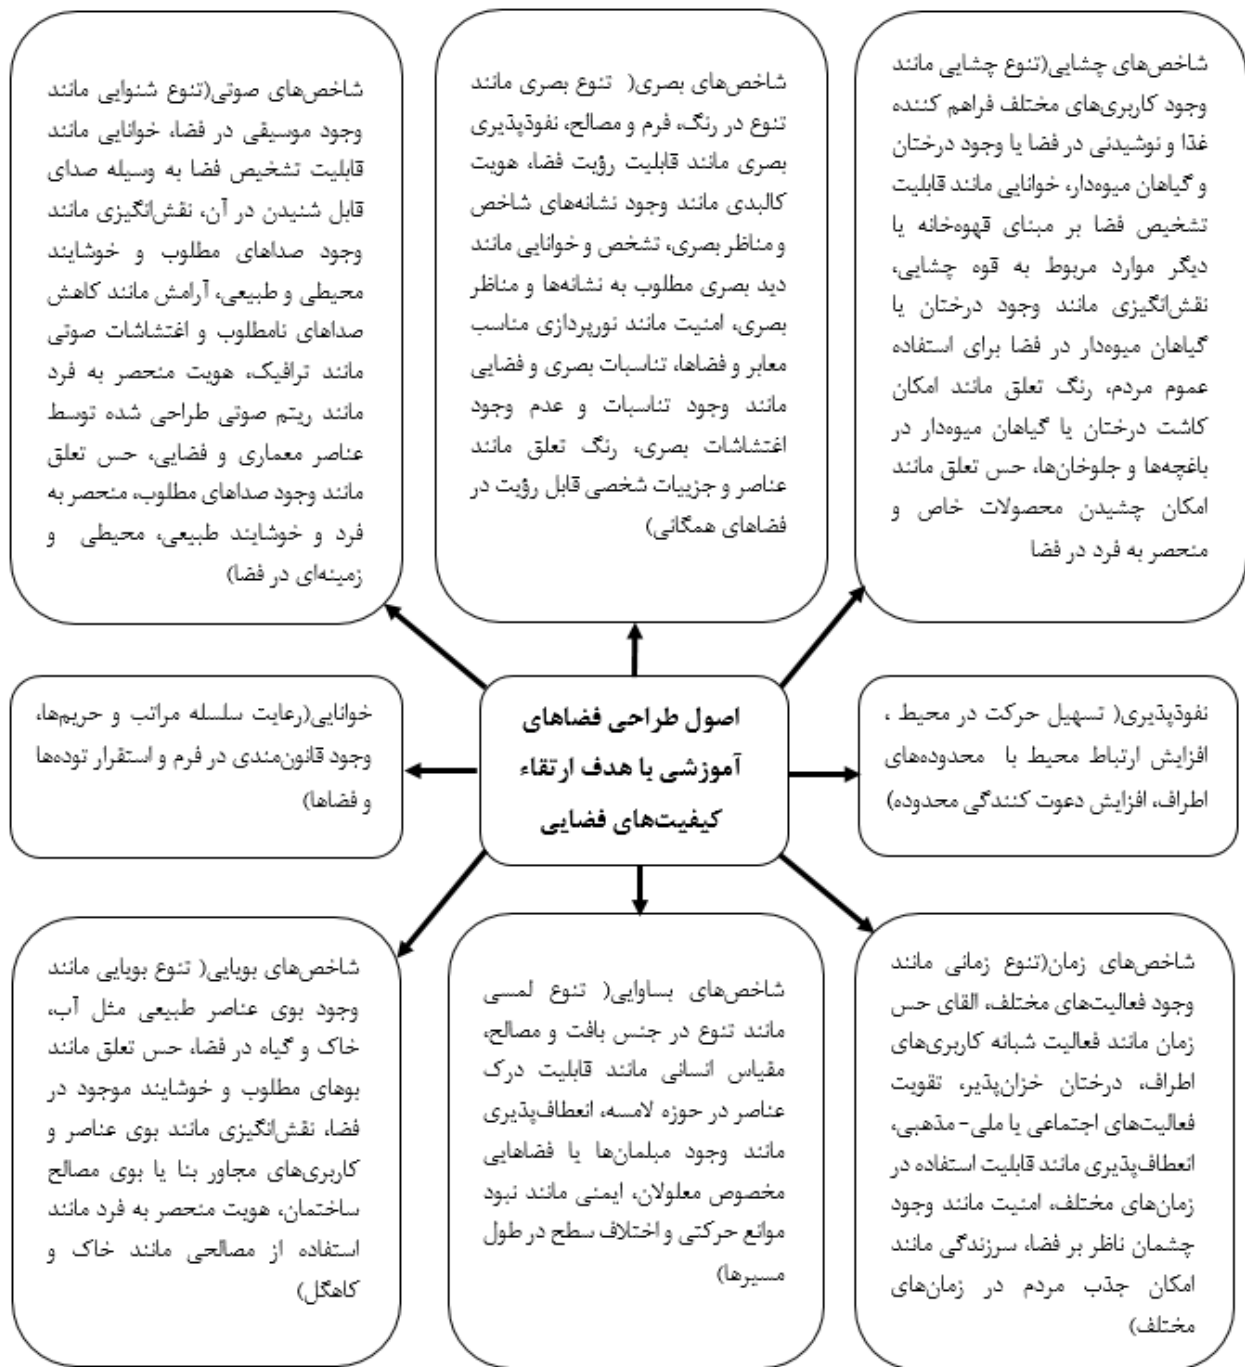 شاخص‌های چشایی(تنوع چشایی مانند
وجود کاربری‌های مختلف فراهم کننده
غذا و نوشیدنی در فضا یا وجود درختان
و گیاهان میوه‌دار، خوانایی مانند قابلیت
تشخیص فضا بر مبنای قهوه‌خانه یا
دیگر موارد مربوط به قوه چشایی،
نقش‌انگیزی مانند وجود درختان یا
گیاهان میوه‌دار در فضا برای استفاده
عموم مردم، رنگ تعلق مانند امکان
کاشت درختان یا گیاهان میوه‌دار در
باغچه‌ها و جلوخان‌ها، حس تعلق مانند
امکان چشیدن محصولات خاص و
منحصر به فرد در فضا
شاخص‌های بصری( تنوع بصری مانند
تنوع در رنگ، فرم و مصالح، نفوذپذیری
بصری مانند قابلیت رؤیت فضا، هویت
کالبدی مانند وجود نشانه‌های شاخص
و مناظر بصری، تشخص و خوانایی مانند
دید بصری مطلوب به نشانه‌ها و مناظر
بصری، امنیت مانند نورپردازی مناسب
معابر و فضاها، تناسبات بصری و فضایی
مانند وجود تناسبات و عدم وجود
اغتشاشات بصری، رنگ تعلق مانند
عناصر و جزییات شخصی قابل رؤیت در
فضاهای همگانی)
شاخص‌های صوتی(تنوع شنوایی مانند
وجود موسیقی در فضا، خوانایی مانند
قابلیت تشخیص فضا به وسیله صدای
قابل شنیدن در آن، نقش‌انگیزی مانند
وجود صداهای مطلوب و خوشایند
محیطی و طبیعی، آرامش مانند کاهش
صداهای نامطلوب و اغتشاشات صوتی
مانند ترافیک، هویت منحصر به فرد
مانند ریتم صوتی طراحی شده توسط
عناصر معماری و فضایی، حس تعلق
مانند وجود صداهای مطلوب، منحصر به
فرد و خوشایند طبیعی، محیطی و
زمینه‌ای در فضا)
نفوذپذیری( تسهیل حرکت در محیط ،
افزایش ارتباط محیط با محدوده‌های
اطراف، افزایش دعوت کنندگی محدوده)
اصول طراحی فضاهای
آموزشی با هدف ارتقاء
کیفیت‌های فضایی
خوانایی(رعایت سلسله مراتب و حریم‌ها،
وجود قانون‌مندی در فرم و استقرار توده‌ها
و فضاها)
شاخص‌های زمان(تنوع زمانی مانند
وجود فعالیت‌های مختلف، القای حس
زمان مانند فعالیت شبانه کاربری‌های
اطراف، درختان خزان‌پذیر، تقویت
فعالیت‌های اجتماعی یا ملی- مذهبی،
انعطاف‌پذیری مانند قابلیت استفاده در
زمان‌های مختلف، امنیت مانند وجود
چشمان ناظر بر فضا، سرزندگی مانند
امکان جذب مردم در زمان‌های
مختلف)
شاخص‌های بساوایی( تنوع لمسی
مانند تنوع در جنس بافت و مصالح،
مقیاس انسانی مانند قابلیت درک
عناصر در حوزه لامسه، انعطاف‌پذیری
مانند وجود مبلمان‌ها یا فضاهایی
مخصوص معلولان، ایمنی مانند نبود
موانع حرکتی و اختلاف سطح در طول
مسیرها)
شاخص‌های بویایی( تنوع بویایی مانند
وجود بوی عناصر طبیعی مثل آب،
خاک و گیاه در فضا، حس تعلق مانند
بوهای مطلوب و خوشایند موجود در
فضا، نقش‌انگیزی مانند بوی عناصر و
کاربری‌های مجاور بنا یا بوی مصالح
ساختمان، هویت منحصر به فرد مانند
استفاده از مصالحی مانند خاک و
کاهگل)